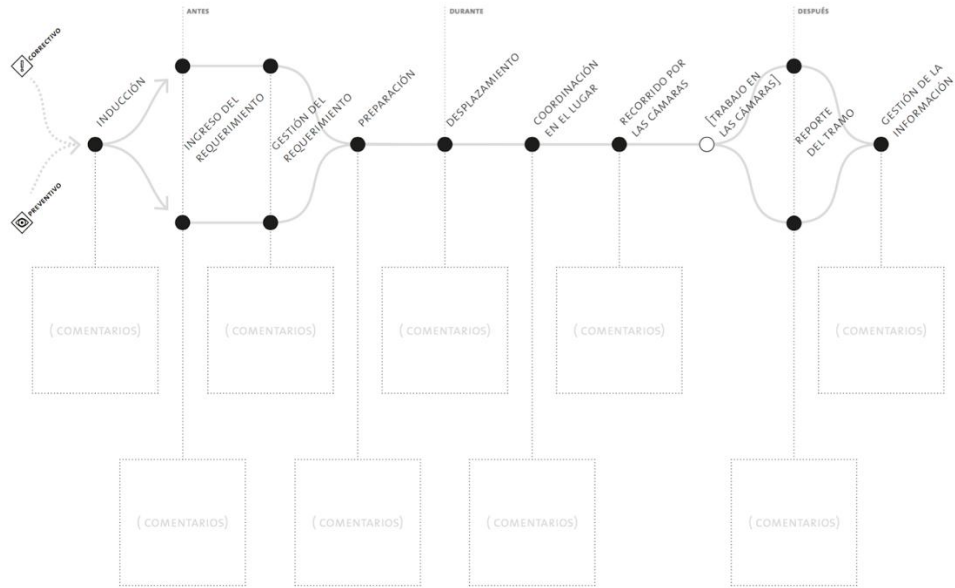 ANTES
DURANTE
DESPUÉS
CORRECTIVO
PREVENTIVO
INDUCCIÓN
INGRESO DEL
REQUERIMIENTO
GESTIÓN DEL
REQUERIMIENTO
PREPARACIÓN
DESPLAZAMIENTO
COORDINACIÓN
EN EL LUGAR
RECORRIDO POR
LAS CÁMARAS
[TRABAJO EN
LAS CÁMARAS]
REPORTE
DEL TRAMO
GESTIÓN DE LA
INFORMACIÓN
( COMENTARIOS)
( COMENTARIOS)
( COMENTARIOS)
( COMENTARIOS)
( COMENTARIOS)
( COMENTARIOS)
( COMENTARIOS)
( COMENTARIOS)
( COMENTARIOS)